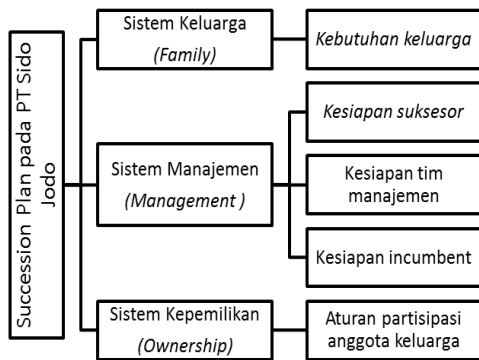 Succession Plan pada PT Sido
Jodo
Sistem Keluarga
(Family)
Kebutuhan keluarga
Sistem Manajemen
(Management )
Kesiapan suksesor
Kesiapan tim
manajemen
Kesiapan incumbent
Sistem Kepemilikan
(Ownership)
Aturan partisipasi
anggota keluarga